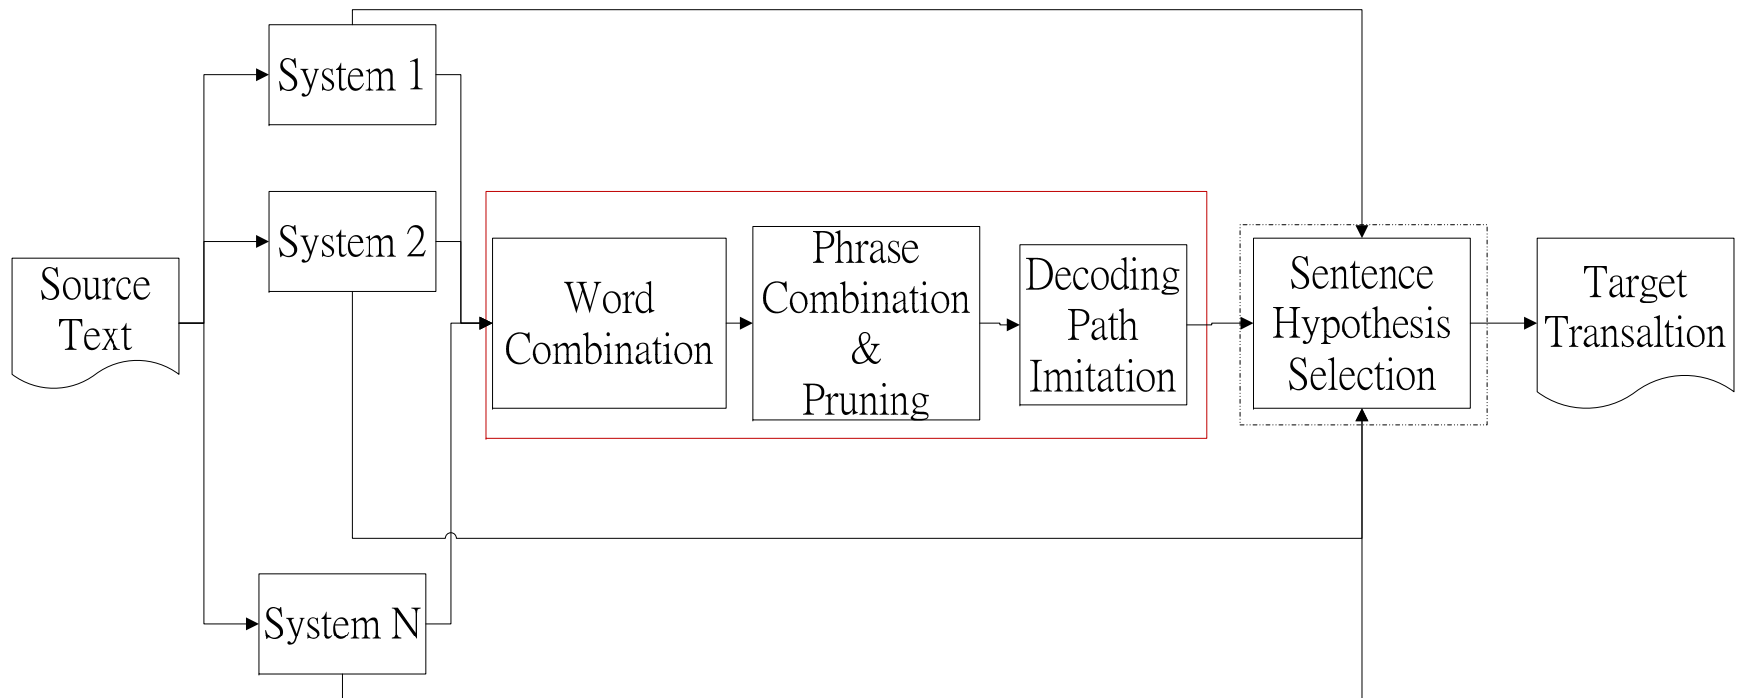 System 1
System 2
Source
Text
System N
Word
Combination
Phrase
Combination
&
Pruning
Decoding
Path
Imitation
Sentence
Hypothesis
Selection
Target
Transaltion